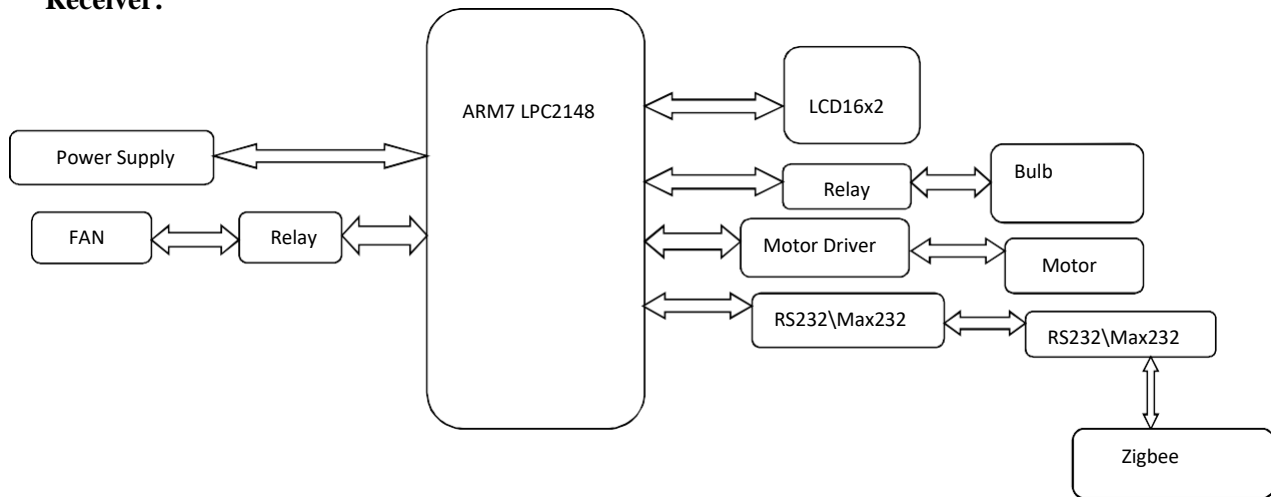 Receiver:
ARM7 LPC2148
LCD16x2
Power Supply
Relay
Bulb
FAN
Relay
Motor Driver
Motor
RS232\Max232
RS232\Max232
Zigbee